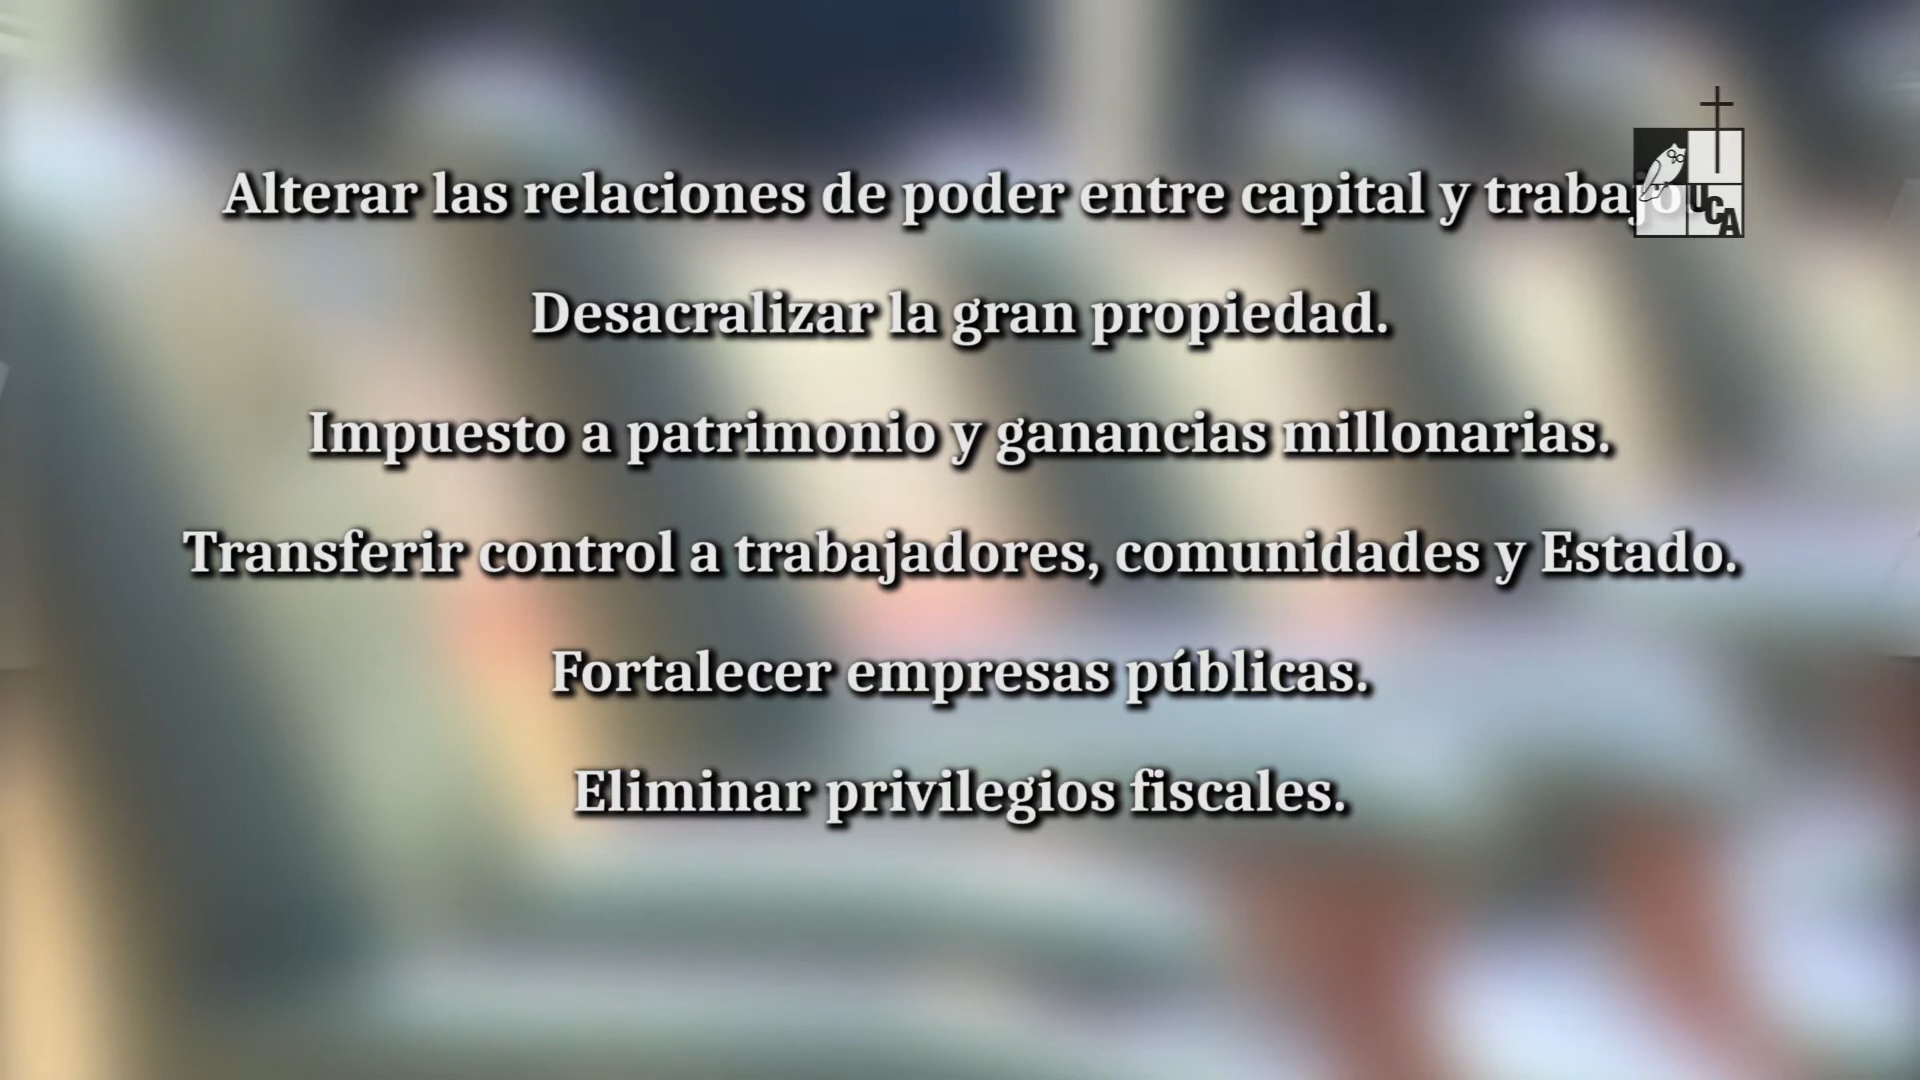 Alterar las relaciones de poder entre capital y trabajo.
Desacralizar la gran propiedad.
Impuesto a patrimonio y ganancias millonarias.
Transferir control a trabajadores, comunidades y Estado.
Fortalecer empresas públicas.
Eliminar privilegios fiscales.
UCA